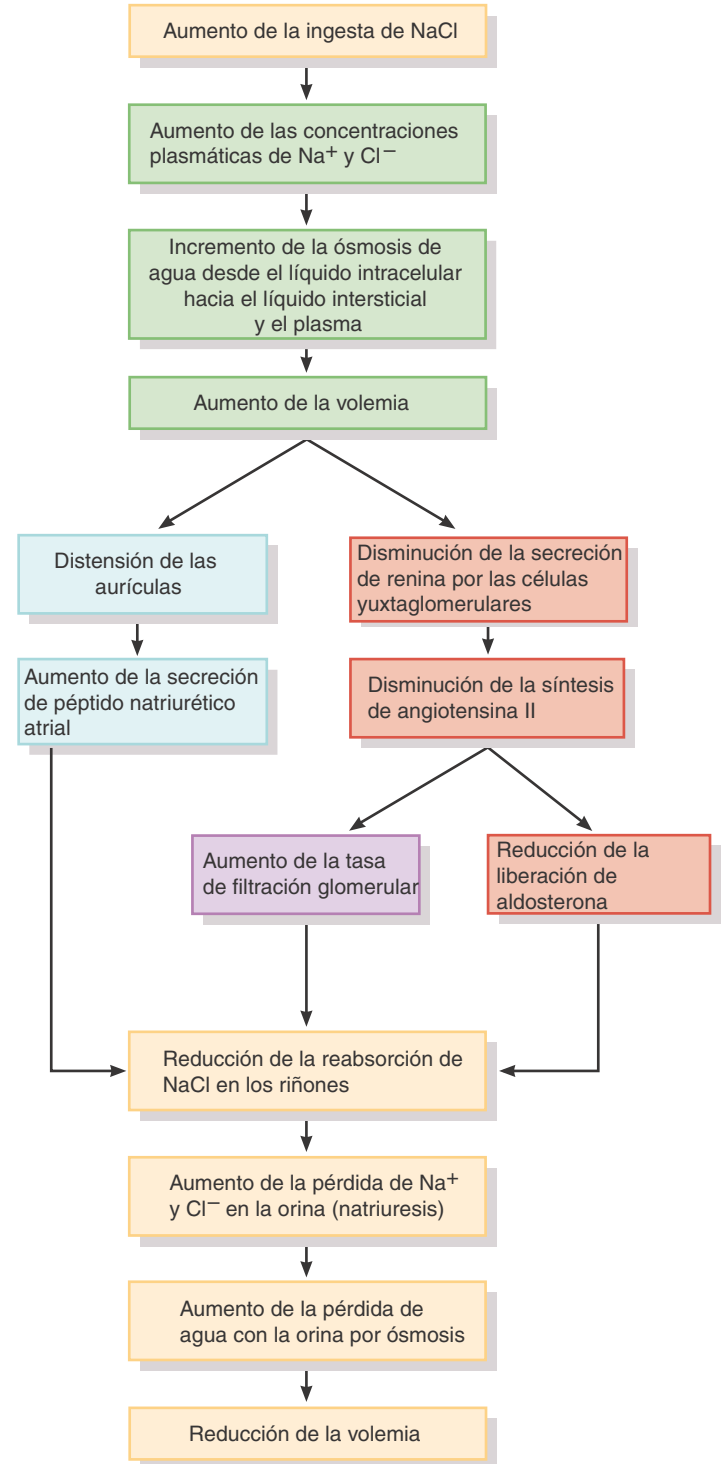 Aumento de la ingesta de NaCl
Aumento de las concentraciones
plasmáticas de Na+ y Cl−
Incremento de la ósmosis de
agua desde el líquido intracelular
hacia el líquido intersticial
y el plasma
Aumento de la volemia
Distensión de las
aurículas
Disminución de la secreción
de renina por las células
yuxtaglomerulares
Aumento de la secreción
de péptido natriurético
atrial
Disminución de la síntesis
de angiotensina II
Aumento de la tasa
de filtración glomerular
Reducción de la
liberación de
aldosterona
Reducción de la reabsorción de
NaCl en los riñones
Aumento de la pérdida de Na+
y Cl− en la orina (natriuresis)
Aumento de la pérdida de
agua con la orina por ósmosis
Reducción de la volemia